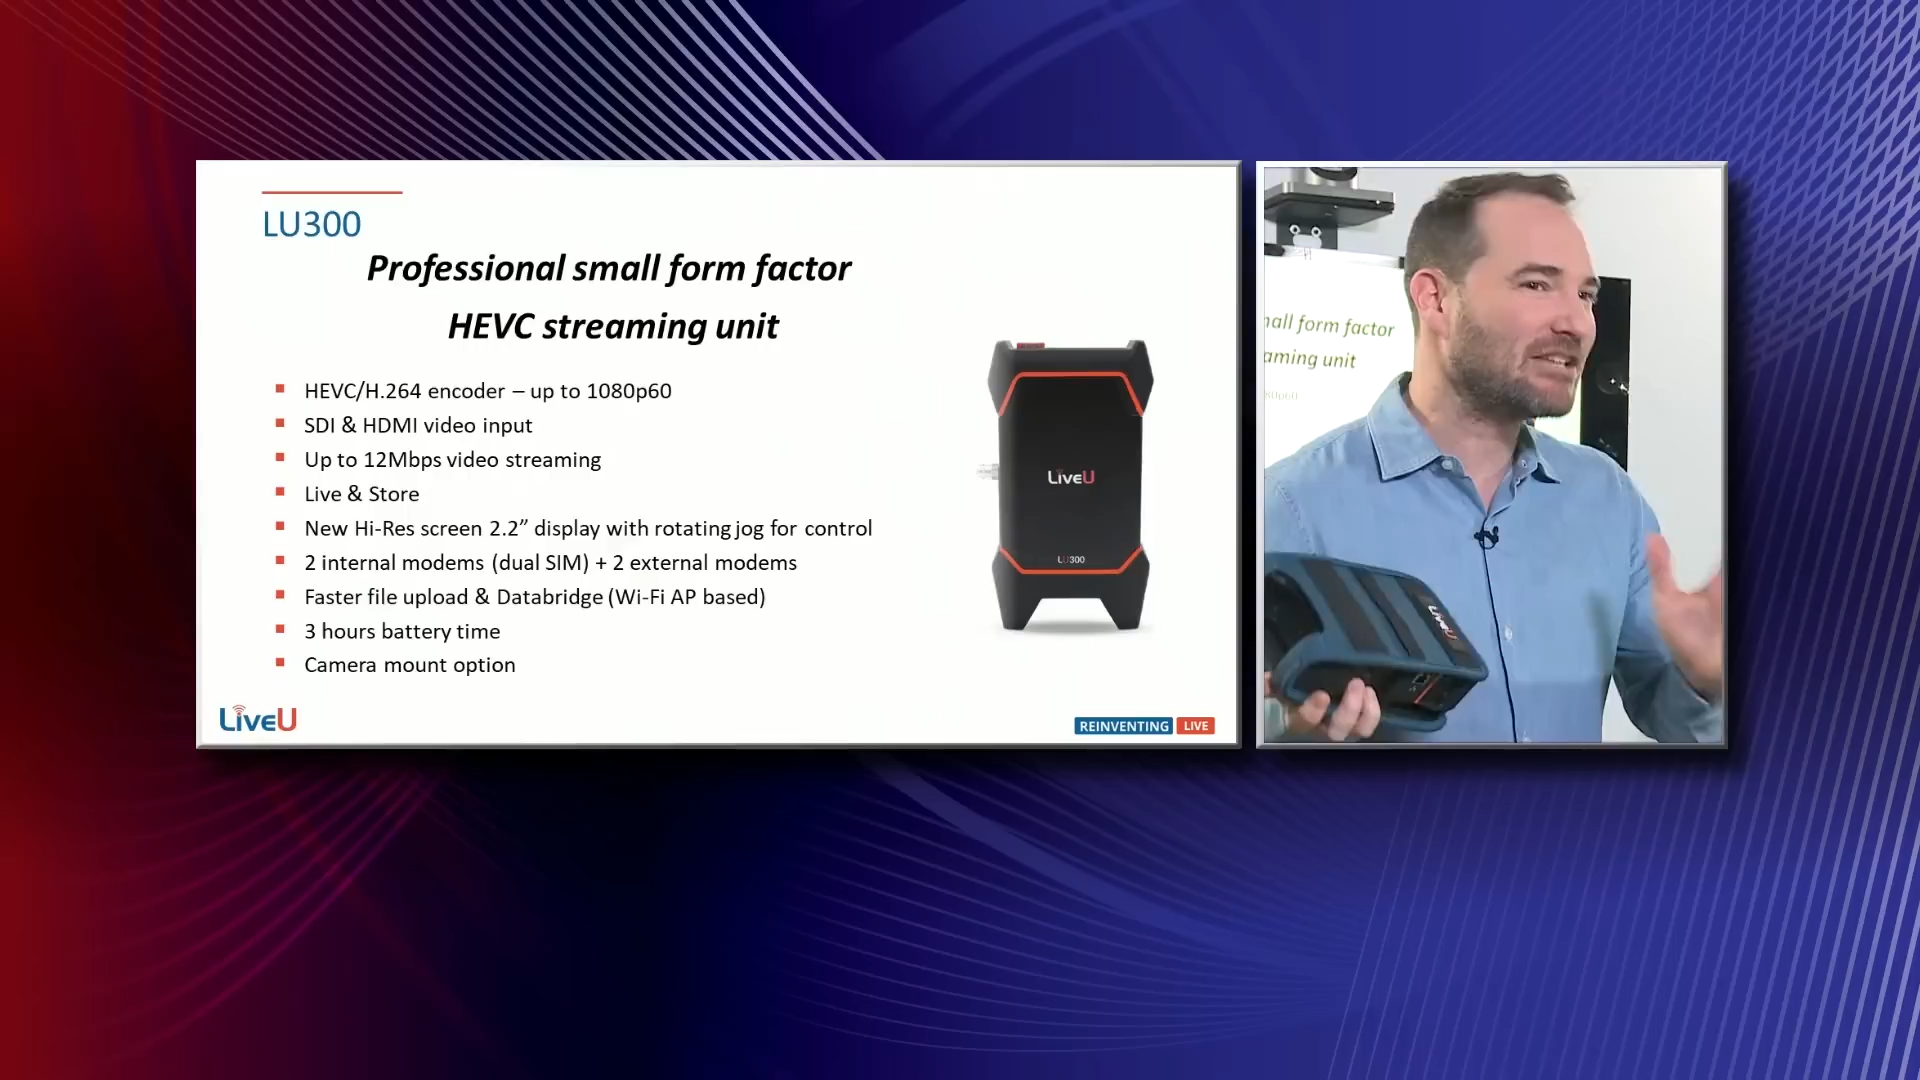 LU300
Professional small form factor
HEVC streaming unit
HEVC/H.264 encoder – up to 1080p60
SDI & HDMI video input
Up to 12Mbps video streaming
Live & Store
New Hi-Res screen 2.2” display with rotating jog for control
2 internal modems (dual SIM) + 2 external modems
Faster file upload & Databridge (Wi-Fi AP based)
3 hours battery time
Camera mount option
LiveU
REINVENTING LIVE
LiveU
LU300
form factor
unit
LiveU